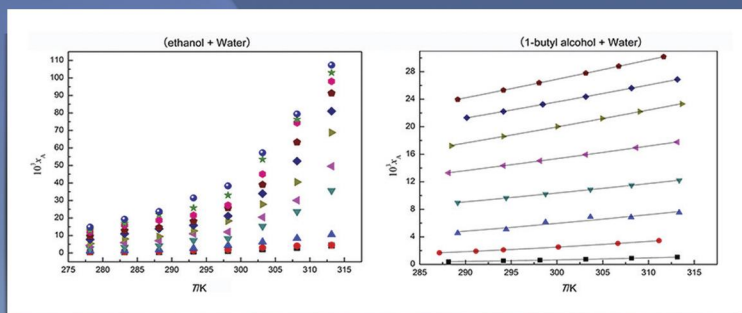 (ethanol + Water)
110
100
90
80
70
60
50
40
30
20
10
0
10³xA
275 280 285 290 295 300 305 310 315
T/K
(1-butyl alcohol + Water)
28
24
20
16
12
8
4
0
10³xA
285 290 295 300 305 310 315
T/K